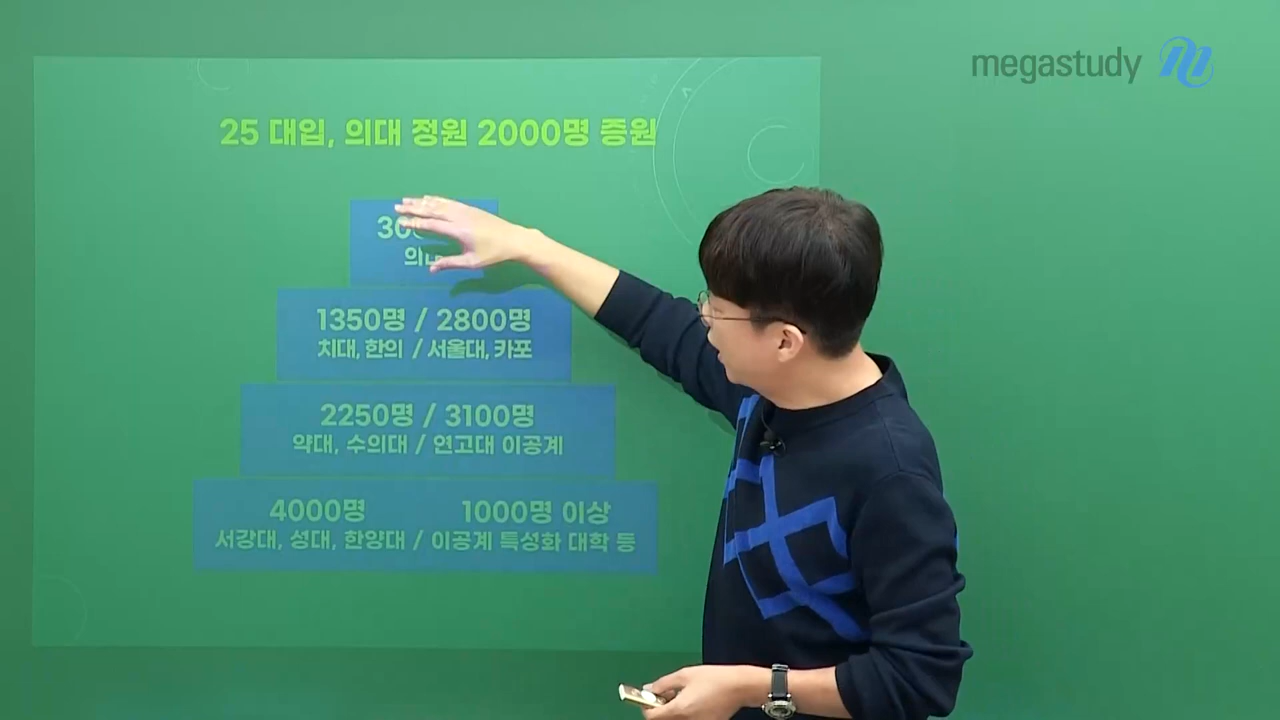 megastudy
25 대입, 의대 정원 2000명 증원
1350명 / 2800명
치대, 한의 / 서울대, 카포
2250명 / 3100명
약대, 수의대 / 연고대 이공계
4000명 1000명 이상
서강대, 성대, 한양대 / 이공계 특성화 대학 등